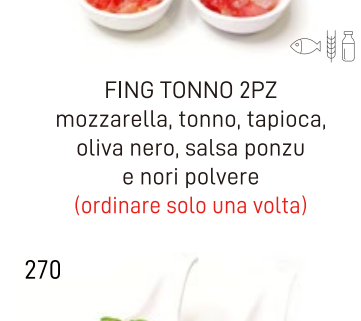 FING TONNO 2PZ
mozzarella, tonno, tapioca,
oliva nero, salsa ponzu
e nori polvere
(ordinare solo una volta)
270